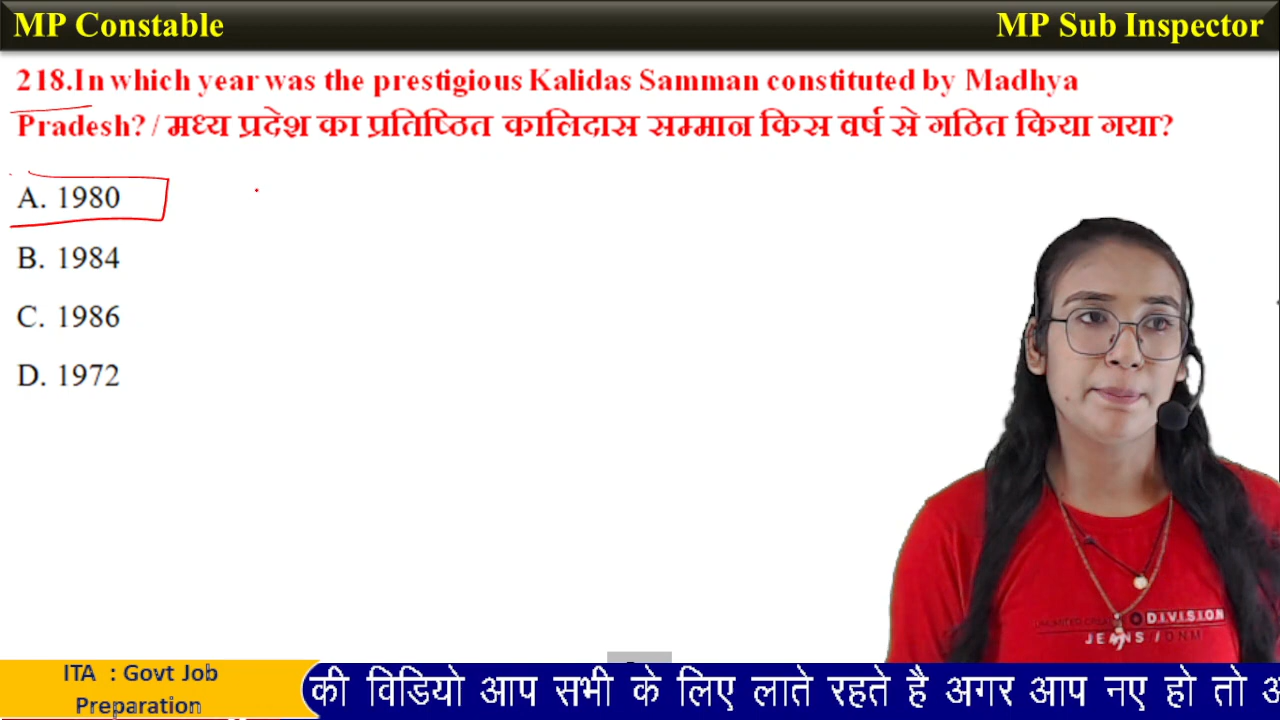 MP Constable
MP Sub Inspector
218.In which year was the prestigious Kalidas Samman constituted by Madhya
Pradesh? / मध्य प्रदेश का प्रतिष्ठित कालिदास सम्मान किस वर्ष से गठित किया गया?
A. 1980
B. 1984
C. 1986
D. 1972
DIVISION
JEANS /
ITA : Govt Job
Preparation
की विडियो आप सभी के लिए लाते रहते है अगर आप नए हो तो